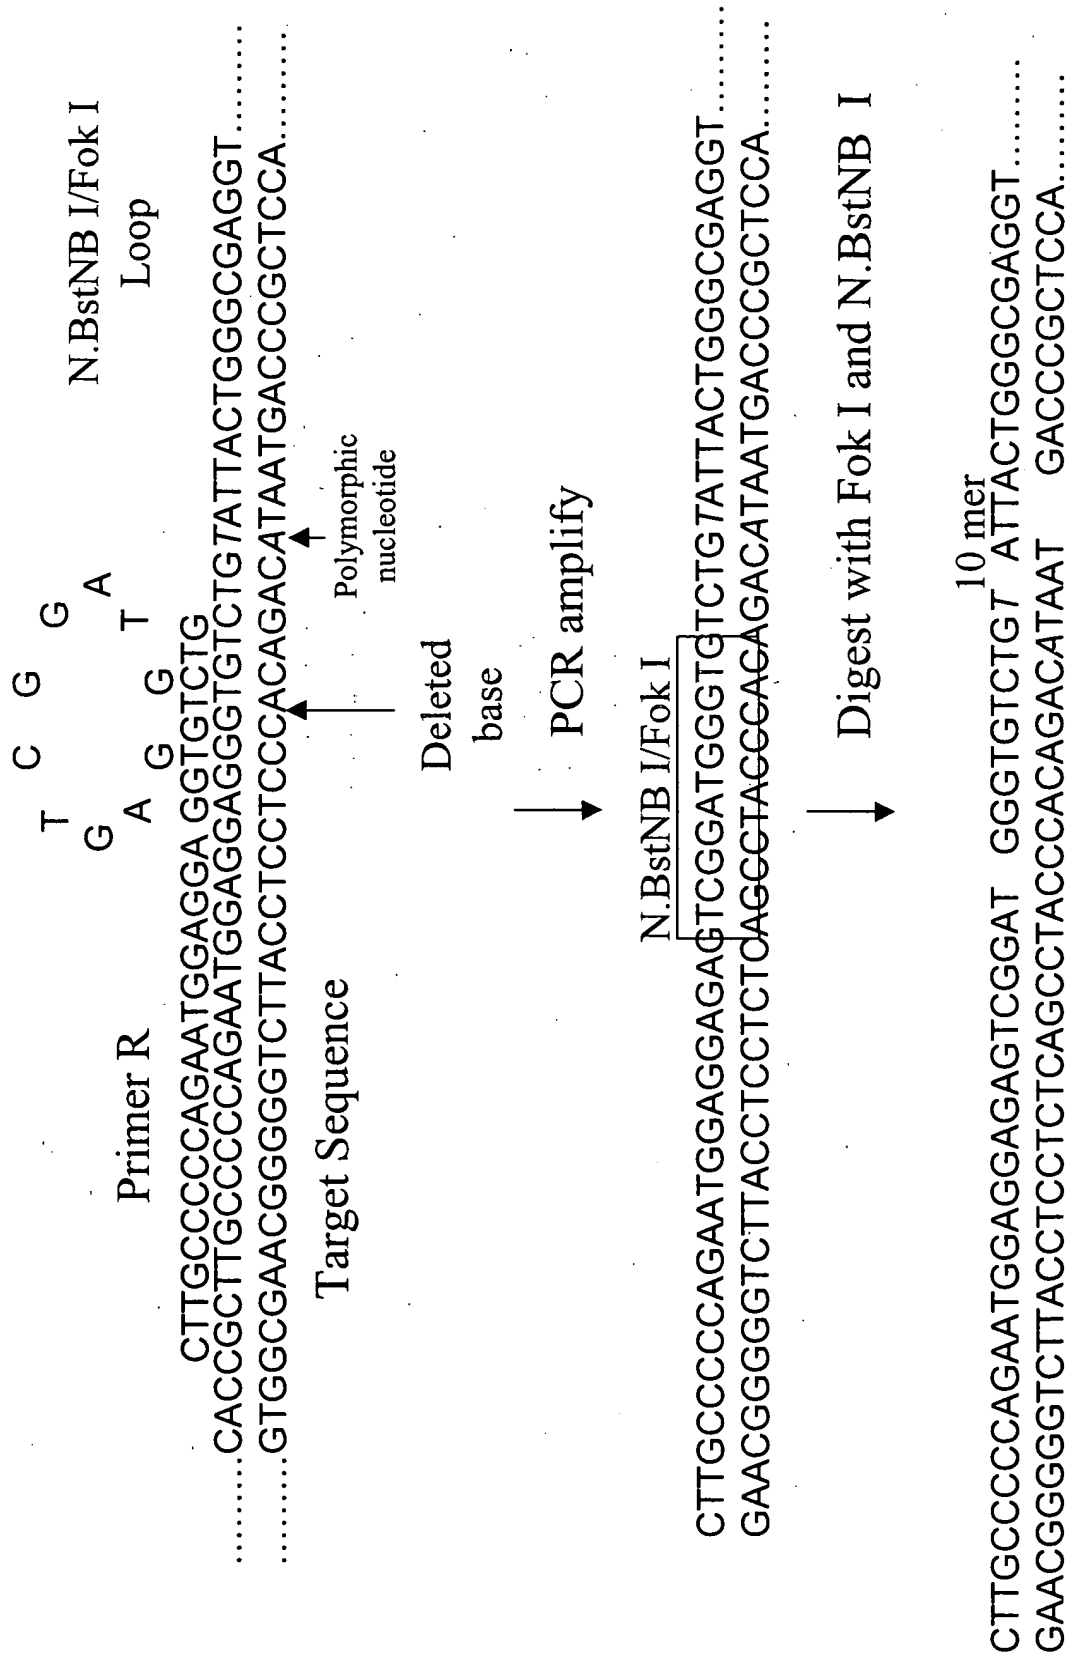 C G
T G
G A
A T
G G
N.BstNB I/Fok I
Loop
Primer R
CTTGCCCCCAGAATGGAGGA GGTGTCTG
.........CACCGCTTGCCCCCAGAATGGAGGAGGGTGTCTGTATTACTGGGCGAGGT.........
.........GTGGCGAACGGGGGTCTTACCTCCTCCCACAGACATAATGACCCGCTCCA.........
Target Sequence
Polymorphic
nucleotide
Deleted
base
PCR amplify
N.BstNB I/Fok I
CTTGCCCCCAGAATGGAGGAGAGTCGGATGGGTGTCTGTATTACTGGGCGAGGT.........
GAACGGGGGTCTTACCTCCTCTCAGCCTACCCACAGACATAATGACCCGCTCCA.........
Digest with Fok I and N.BstNB I
10 mer
CTTGCCCCCAGAATGGAGGAGAGTCGGAT GGGTGTCTGT ATTACTGGGCGAGGT.........
GAACGGGGGTCTTACCTCCTCTCAGCCTACCCACAGACATAAT GACCCGCTCCA.........